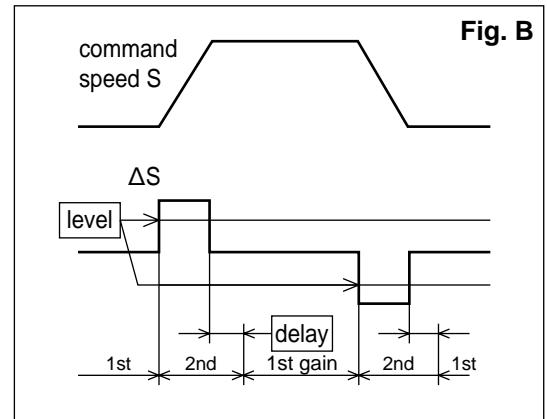 Fig. B
command
speed S
ΔS
level
delay
1st 2nd 1st gain 2nd 1st